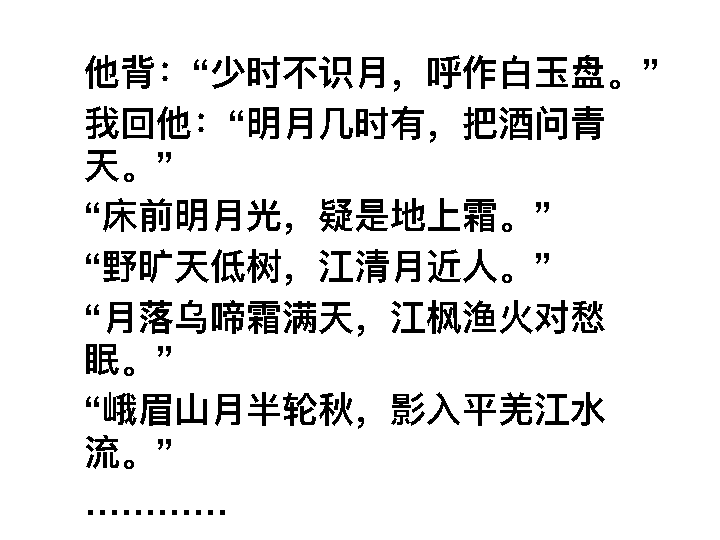 他背：“少时不识月，呼作白玉盘。”
我回他：“明月几时有，把酒问青
天。”
“床前明月光，疑是地上霜。”
“野旷天低树，江清月近人。”
“月落乌啼霜满天，江枫渔火对愁
眠。”
“峨眉山月半轮秋，影入平羌江水
流。”
…………